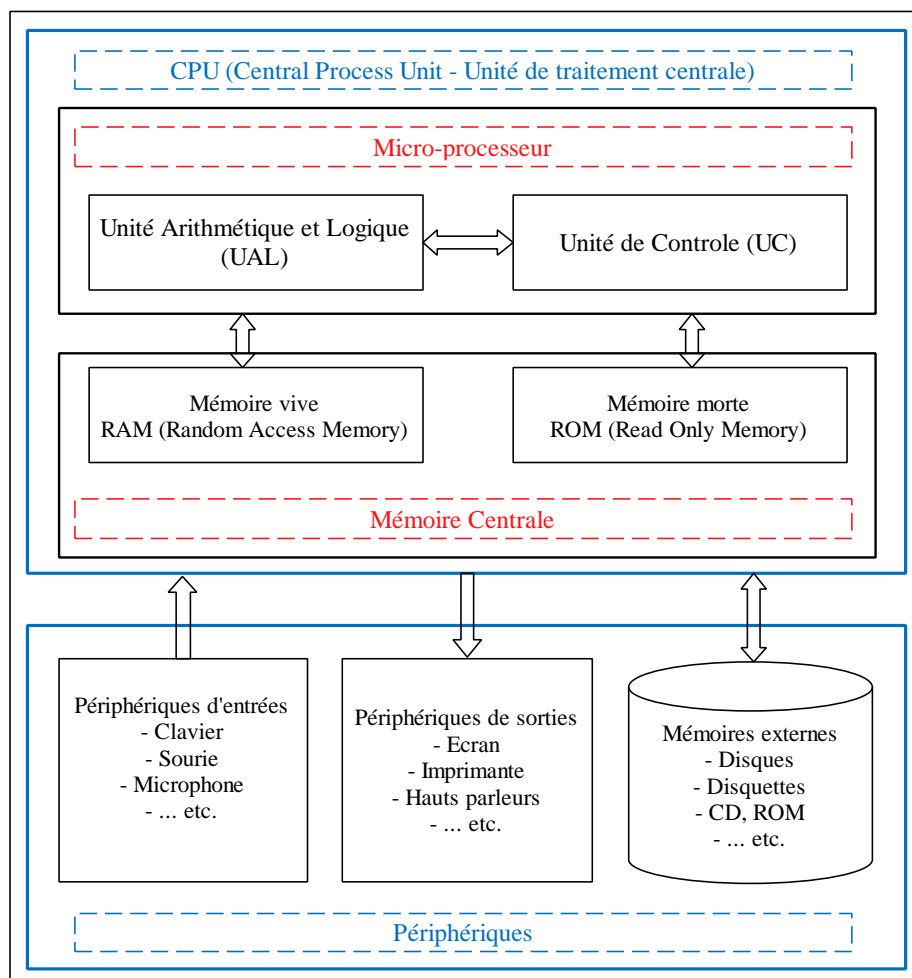 CPU (Central Process Unit - Unité de traitement centrale)
Micro-processeur
Unité Arithmétique et Logique
(UAL)
Unité de Controle (UC)
Mémoire vive
RAM (Random Access Memory)
Mémoire morte
ROM (Read Only Memory)
Mémoire Centrale
Périphériques d'entrées
- Clavier
- Sourie
- Microphone
- ... etc.
Périphériques de sorties
- Ecran
- Imprimante
- Hauts parleurs
- ... etc.
Mémoires externes
- Disques
- Disquettes
- CD, ROM
- ... etc.
Périphériques